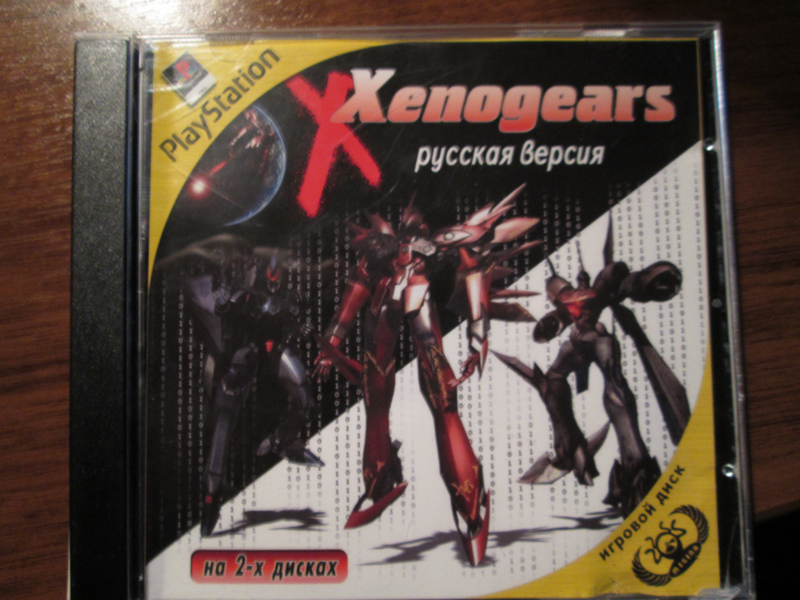 PlayStation
Xenogears
русская версия
на 2-х дисках
игровой диск